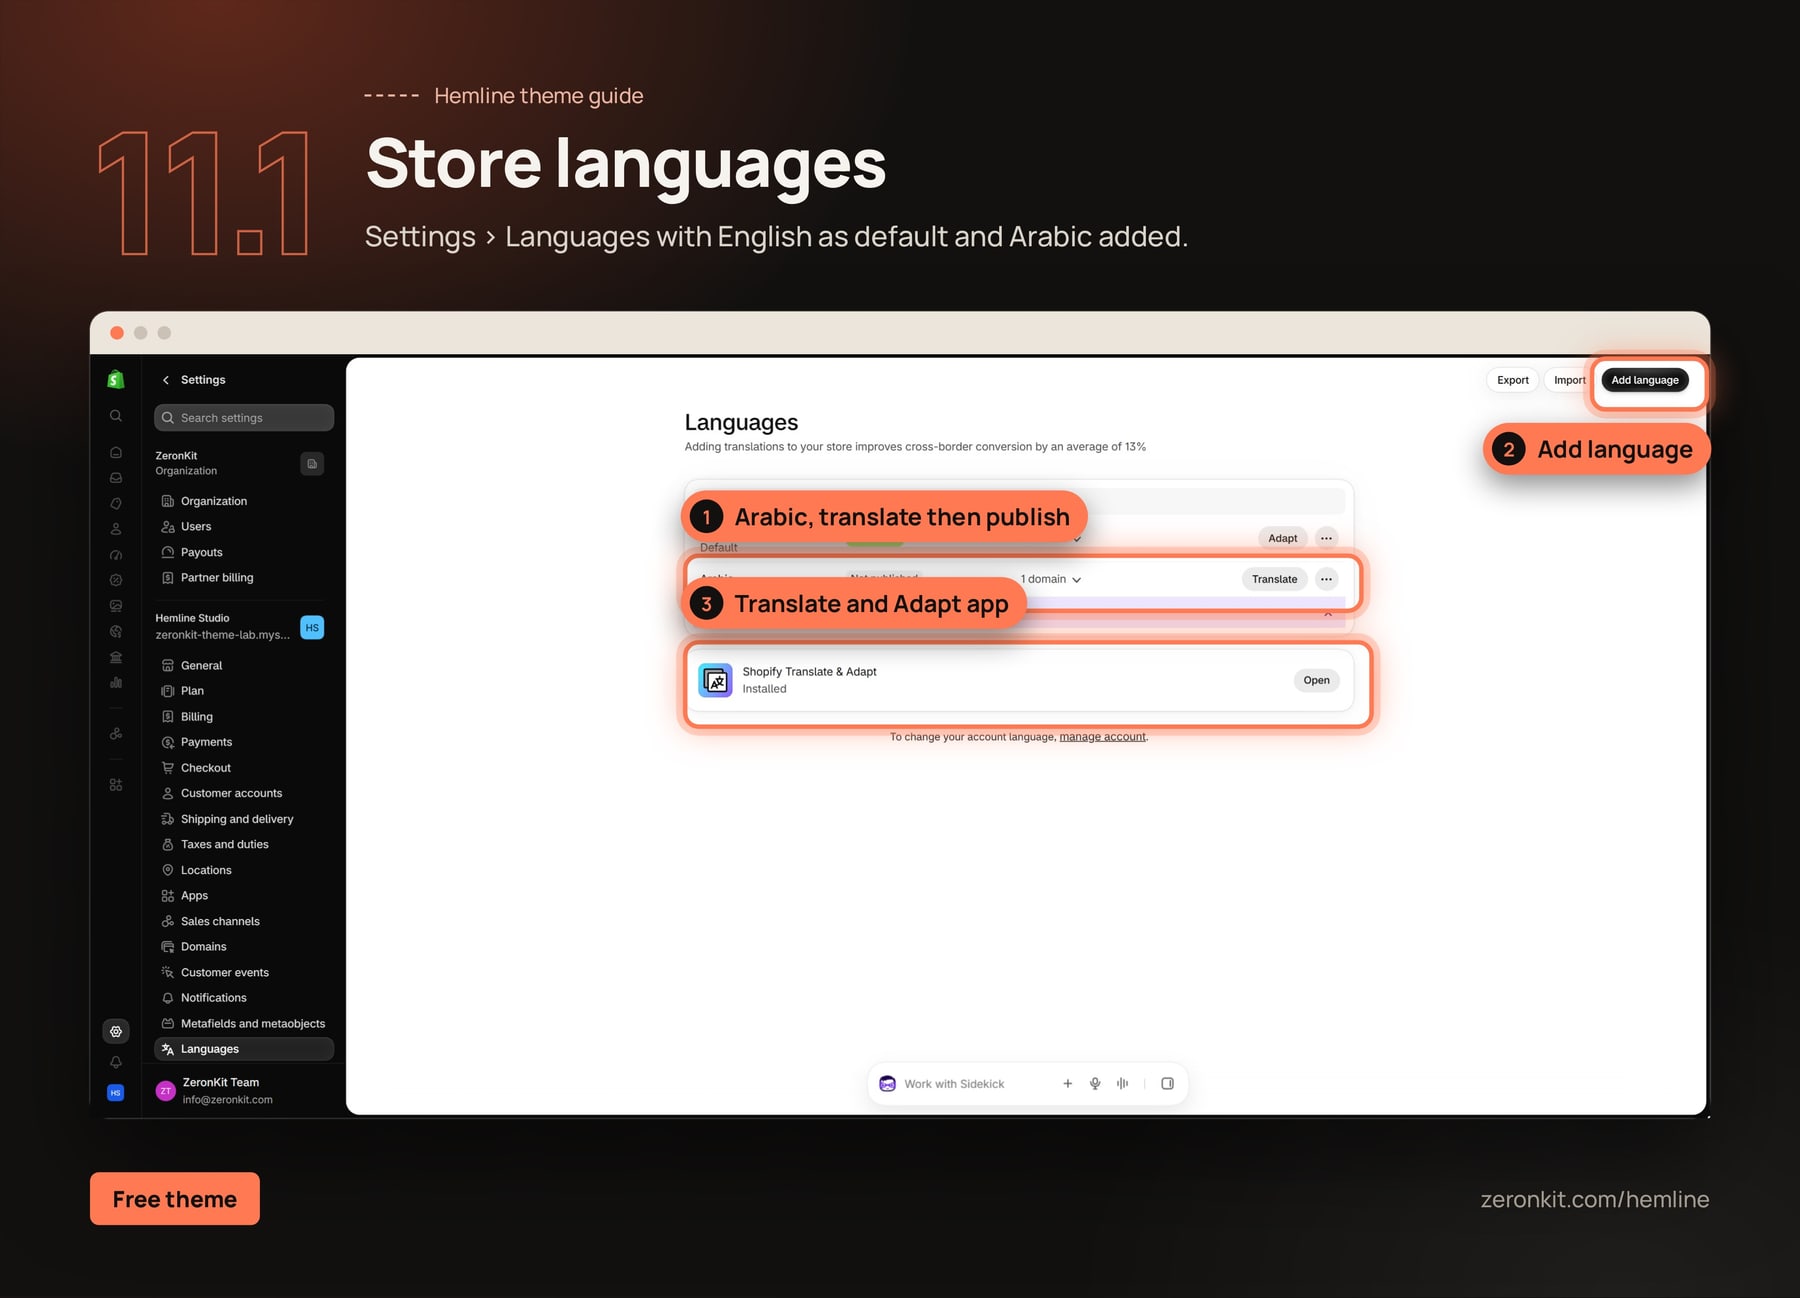 Hemline theme guide
11.1
Store languages
Settings > Languages with English as default and Arabic added.
Settings
Search settings
ZeronKit
Organization
Organization
Users
Payouts
Partner billing
Hemline Studio
zeronkit-theme-lab.mys...
HS
General
Plan
Billing
Payments
Checkout
Customer accounts
Shipping and delivery
Taxes and duties
Locations
Apps
Sales channels
Domains
Customer events
Notifications
Metafields and metaobjects
Languages
HS
ZT
ZeronKit Team
info@zeronkit.com
Export
Import
Add language
2 Add language
Languages
Adding translations to your store improves cross-border conversion by an average of 13%
1 Arabic, translate then publish
Default
Adapt
1 domain
Translate
3 Translate and Adapt app
Shopify Translate & Adapt
Installed
Open
To change your account language, manage account.
Work with Sidekick
Free theme
zeronkit.com/hemline